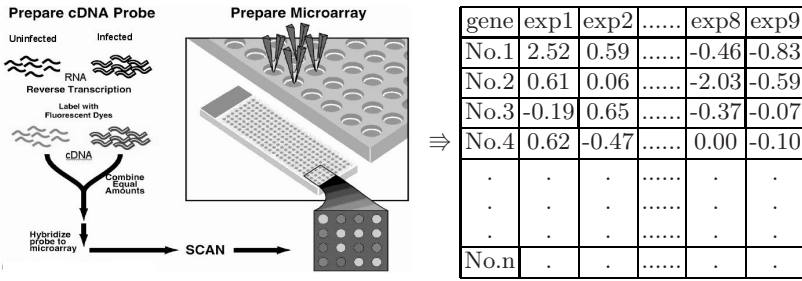 Prepare cDNA Probe
Prepare Microarray
Uninfected Infected
RNA
Reverse Transcription
Label with
Fluorescent Dyes
cDNA
Combine
Equal
Amounts
Hybridize
probe to
microarray
SCAN
⇛
gene exp1 exp2 ...... exp8 exp9
No.1 2.52 0.59 ...... -0.46 -0.83
No.2 0.61 0.06 ...... -2.03 -0.59
No.3 -0.19 0.65 ...... -0.37 -0.07
No.4 0.62 -0.47 ...... 0.00 -0.10
. . ...... . .
. . ...... . .
. . ...... . .
No.n . . ...... . .